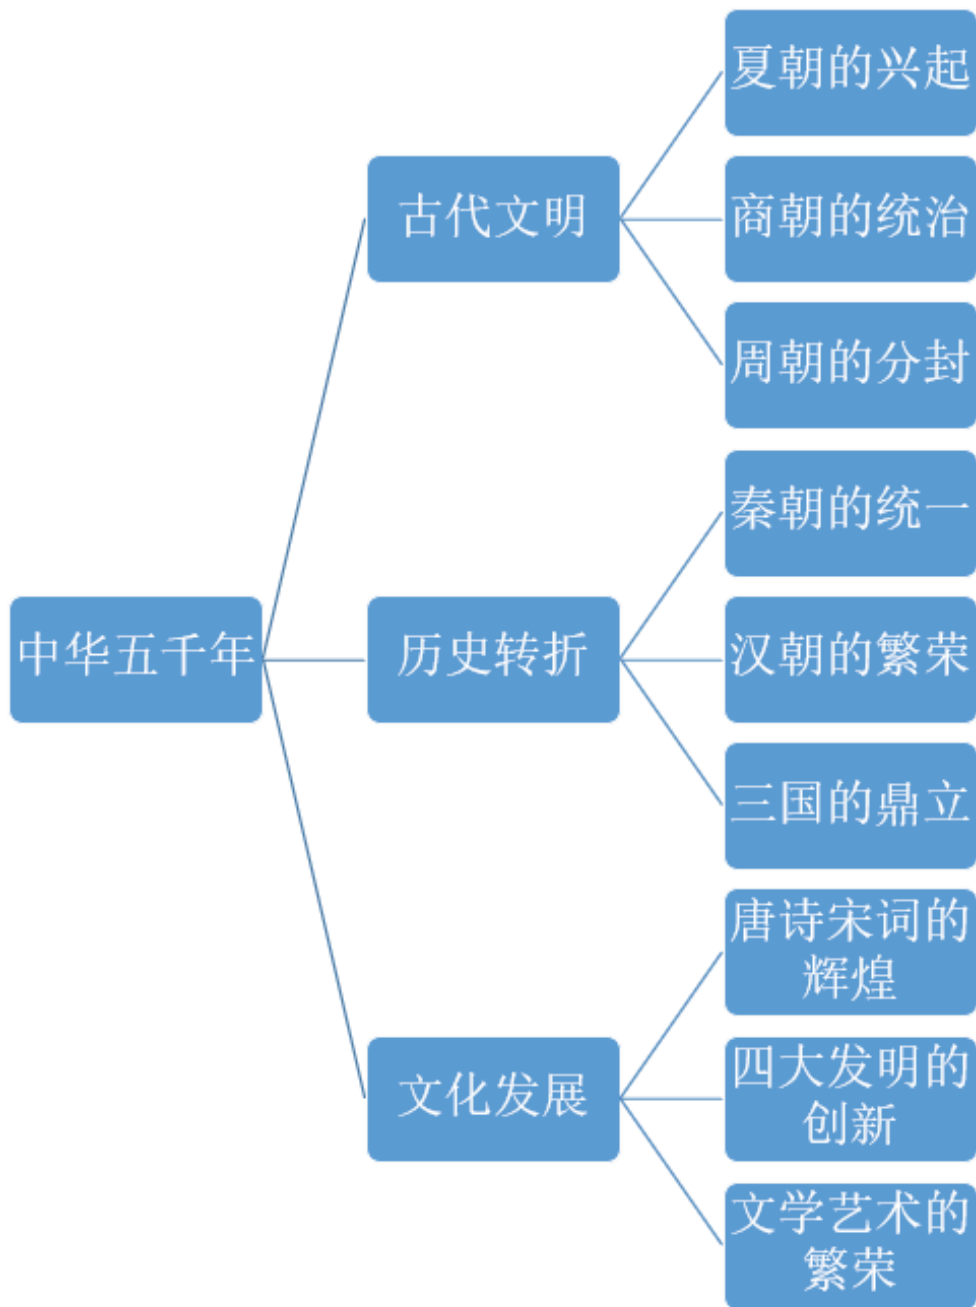 中华五千年
古代文明
夏朝的兴起
商朝的统治
周朝的分封
历史转折
秦朝的统一
汉朝的繁荣
三国的鼎立
文化发展
唐诗宋词的
辉煌
四大发明的
创新
文学艺术的
繁荣